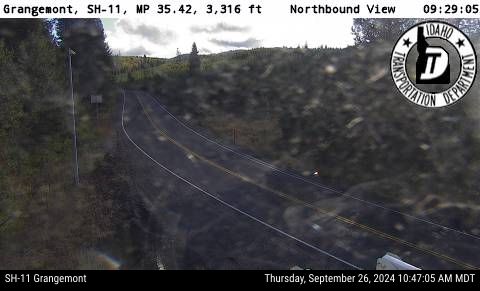 Grangemont, SH-11, MP 35.42, 3,316 ft Northbound View 09:29:05
IDAHO
TRANSPORTATION DEPARTMENT
SH-11 Grangemont Thursday, September 26, 2024 10:47:05 AM MDT